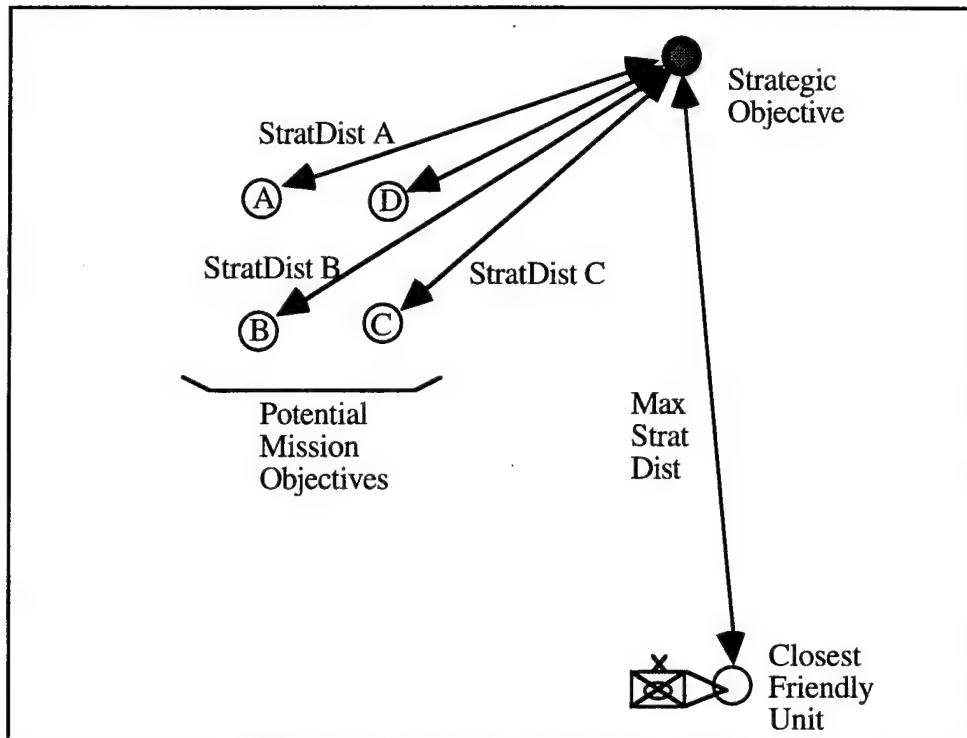 Strategic
Objective
StratDist A
A
D
StratDist B
StratDist C
B
C
Potential
Mission
Objectives
Max
Strat
Dist
Closest
Friendly
Unit